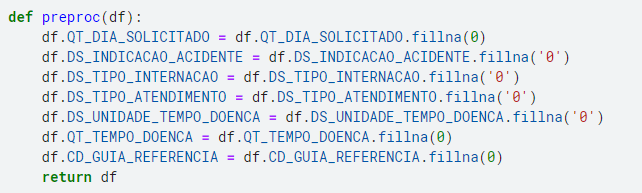 def preproc(df):
    df.QT_DIA_SOLICITADO = df.QT_DIA_SOLICITADO.fillna(0)
    df.DS_INDICACAO_ACIDENTE = df.DS_INDICACAO_ACIDENTE.fillna('0')
    df.DS_TIPO_INTERNACAO = df.DS_TIPO_INTERNACAO.fillna('0')
    df.DS_TIPO_ATENDIMENTO = df.DS_TIPO_ATENDIMENTO.fillna('0')
    df.DS_UNIDADE_TEMPO_DOENCA = df.DS_UNIDADE_TEMPO_DOENCA.fillna('0')
    df.QT_TEMPO_DOENCA = df.QT_TEMPO_DOENCA.fillna(0)
    df.CD_GUIA_REFERENCIA = df.CD_GUIA_REFERENCIA.fillna(0)
    return df